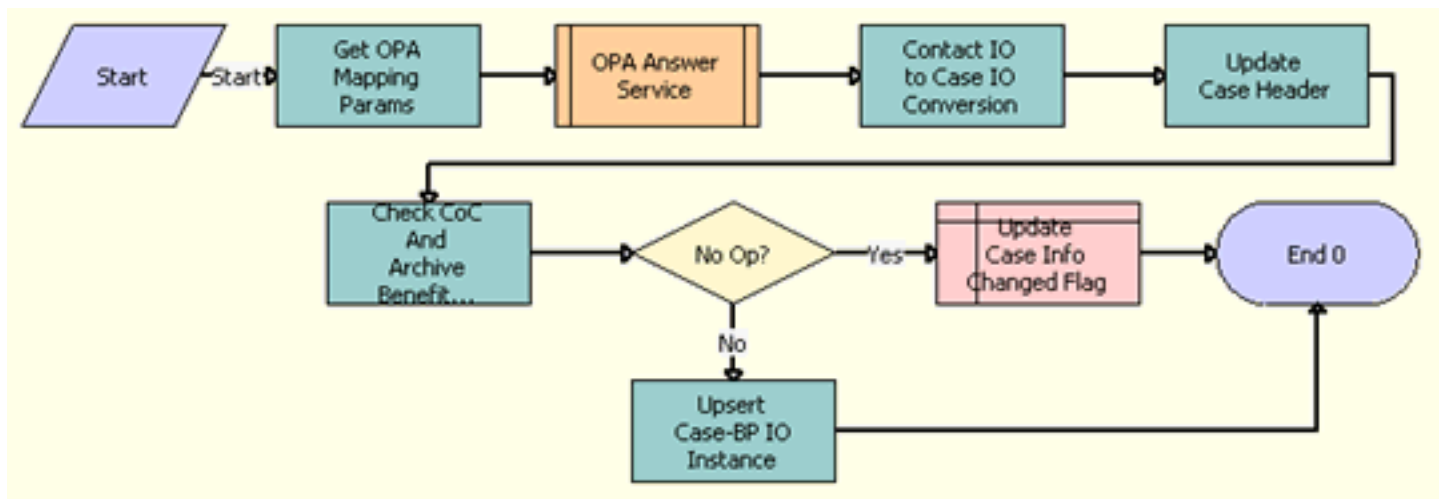 Start
Start
Get OPA
Mapping
Params
OPA Answer
Service
Contact IO
to Case IO
Conversion
Update
Case Header
Check CoC
And
Archive
Benefit...
No Op?
Yes
Update
Case Info
Changed Flag
End 0
No
Upsert
Case-BP IO
Instance